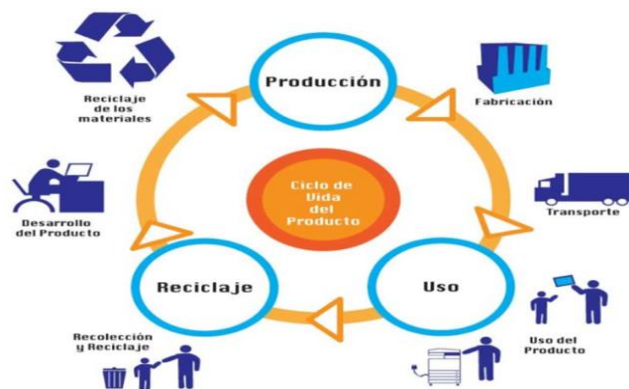 Producción
Reciclaje
de los
materiales
Fabricación
Ciclo de
Vida
del
Producto
Desarrollo
del Producto
Transporte
Reciclaje
Uso
Uso del
Producto
Recolección
y Reciclaje